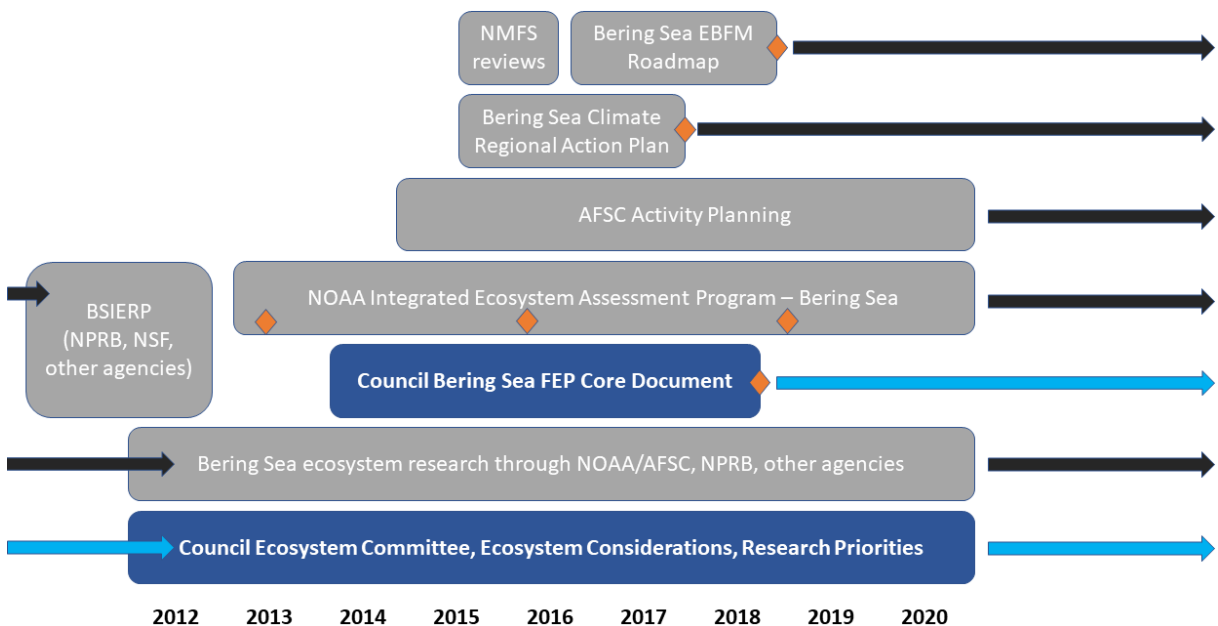 NMFS
reviews
Bering Sea EBFM
Roadmap
Bering Sea Climate
Regional Action Plan
AFSC Activity Planning
BSIERP
(NPRB, NSF,
other agencies)
NOAA Integrated Ecosystem Assessment Program – Bering Sea
Council Bering Sea FEP Core Document
Bering Sea ecosystem research through NOAA/AFSC, NPRB, other agencies
Council Ecosystem Committee, Ecosystem Considerations, Research Priorities
2012 2013 2014 2015 2016 2017 2018 2019 2020